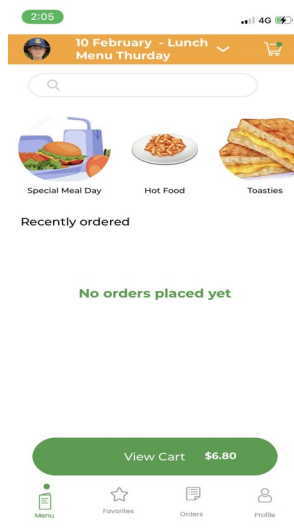 2:05
4G
10 February - Lunch
Menu Thurday
Special Meal Day
Hot Food
Toasties
Recently ordered
No orders placed yet
View Cart $6.80
Menu
Favorites
Orders
Profile